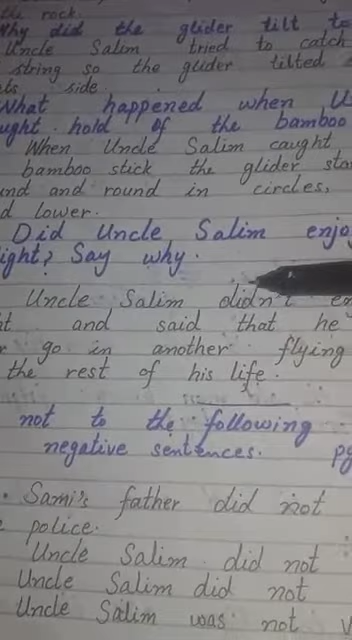 the rock.
Why did the glider tilt to
Uncle Salim tried to catch
string so the glider tilted
its side.
What happened when U
ught hold of the bamboo
When Uncle Salim caught
bamboo stick the glider sta
und and round in circles,
d lower.
Did Uncle Salim enjo
ight? Say why.
Uncle Salim didn't en
t and said that he
r go in another flying
the rest of his life.
not to the following
negative sentences. pg
. Sami's father did not
police.
Uncle Salim did not
Uncle Salim did not
Uncle Salim was not